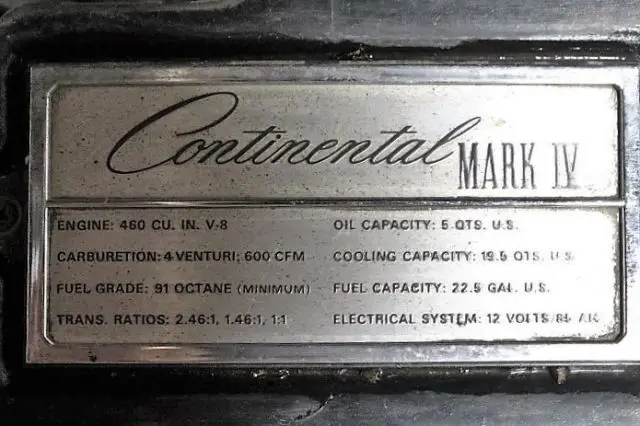 Continental MARK IV
ENGINE: 460 CU. IN. V-8
CARBURETION: 4 VENTURI; 600 CFM
FUEL GRADE: 91 OCTANE (MINIMUM)
TRANS. RATIOS: 2.46:1, 1.46:1, 1:1
OIL CAPACITY: 5 QTS. U.S.
COOLING CAPACITY: 19.5 QTS. U.S.
FUEL CAPACITY: 22.5 GAL. U.S.
ELECTRICAL SYSTEM: 12 VOLTS